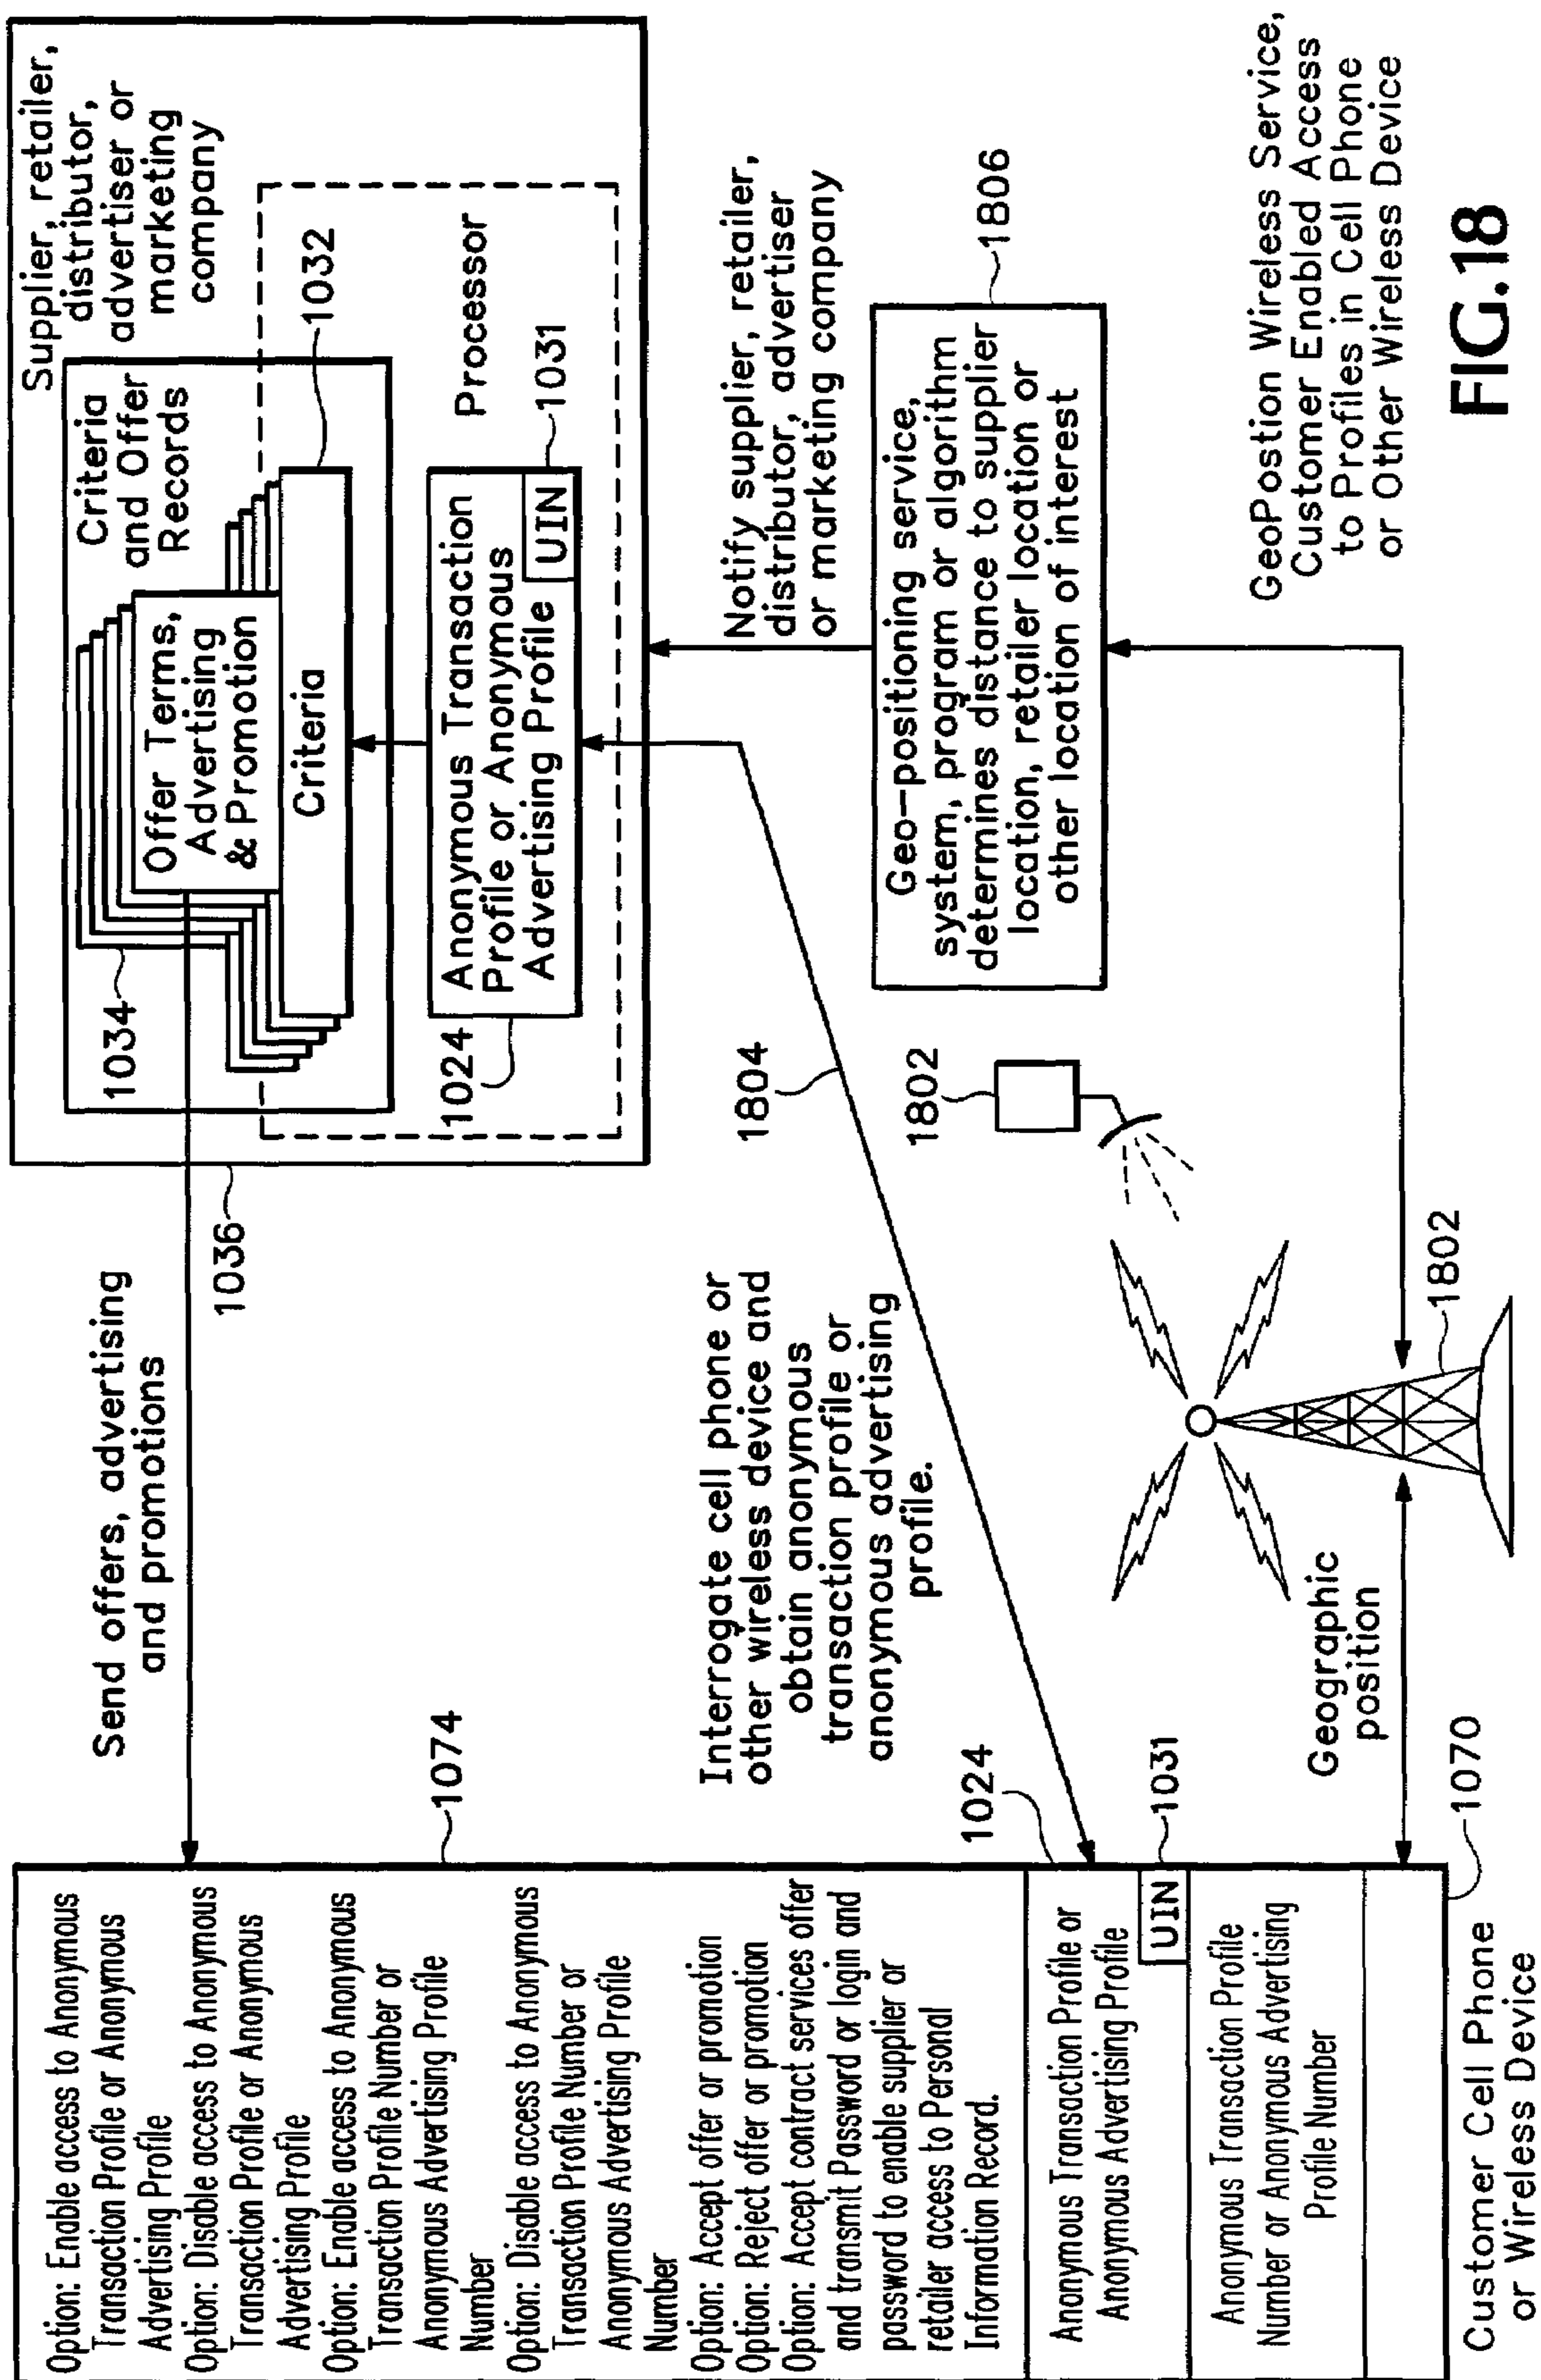 Option: Enable access to Anonymous
Transaction Profile or Anonymous
Advertising Profile
Option: Disable access to Anonymous
Transaction Profile or Anonymous
Advertising Profile
Option: Enable access to Anonymous
Transaction Profile Number or
Anonymous Advertising Profile
Number
Option: Disable access to Anonymous
Transaction Profile Number or
Anonymous Advertising Profile
Number
Option: Accept offer or promotion
Option: Reject offer or promotion
Option: Accept contract services offer
and transmit Password or login and
password to enable supplier or
retailer access to Personal
Information Record.
Anonymous Transaction Profile or
Anonymous Advertising Profile
UIN
Anonymous Transaction Profile
Number or Anonymous Advertising
Profile Number
Customer Cell Phone
or Wireless Device
1074
1024
1031
1070
Send offers, advertising
and promotions
Interrogate cell phone or
other wireless device and
obtain anonymous
transaction profile or
anonymous advertising
profile.
Geographic
position
1036
1804
1802
1802
Supplier, retailer,
distributor,
advertiser or
marketing
company
Criteria
and Offer
Records
1034
Offer Terms,
Advertising
& Promotion
Criteria
1032
Processor
1024
Anonymous Transaction
Profile or Anonymous
Advertising Profile
UIN
1031
Notify supplier, retailer,
distributor, advertiser
or marketing company
Geo-positioning service,
system, program or algorithm
determines distance to supplier
location, retailer location or
other location of interest
1806
GeoPostion Wireless Service,
Customer Enabled Access
to Profiles in Cell Phone
or Other Wireless Device
FIG.18